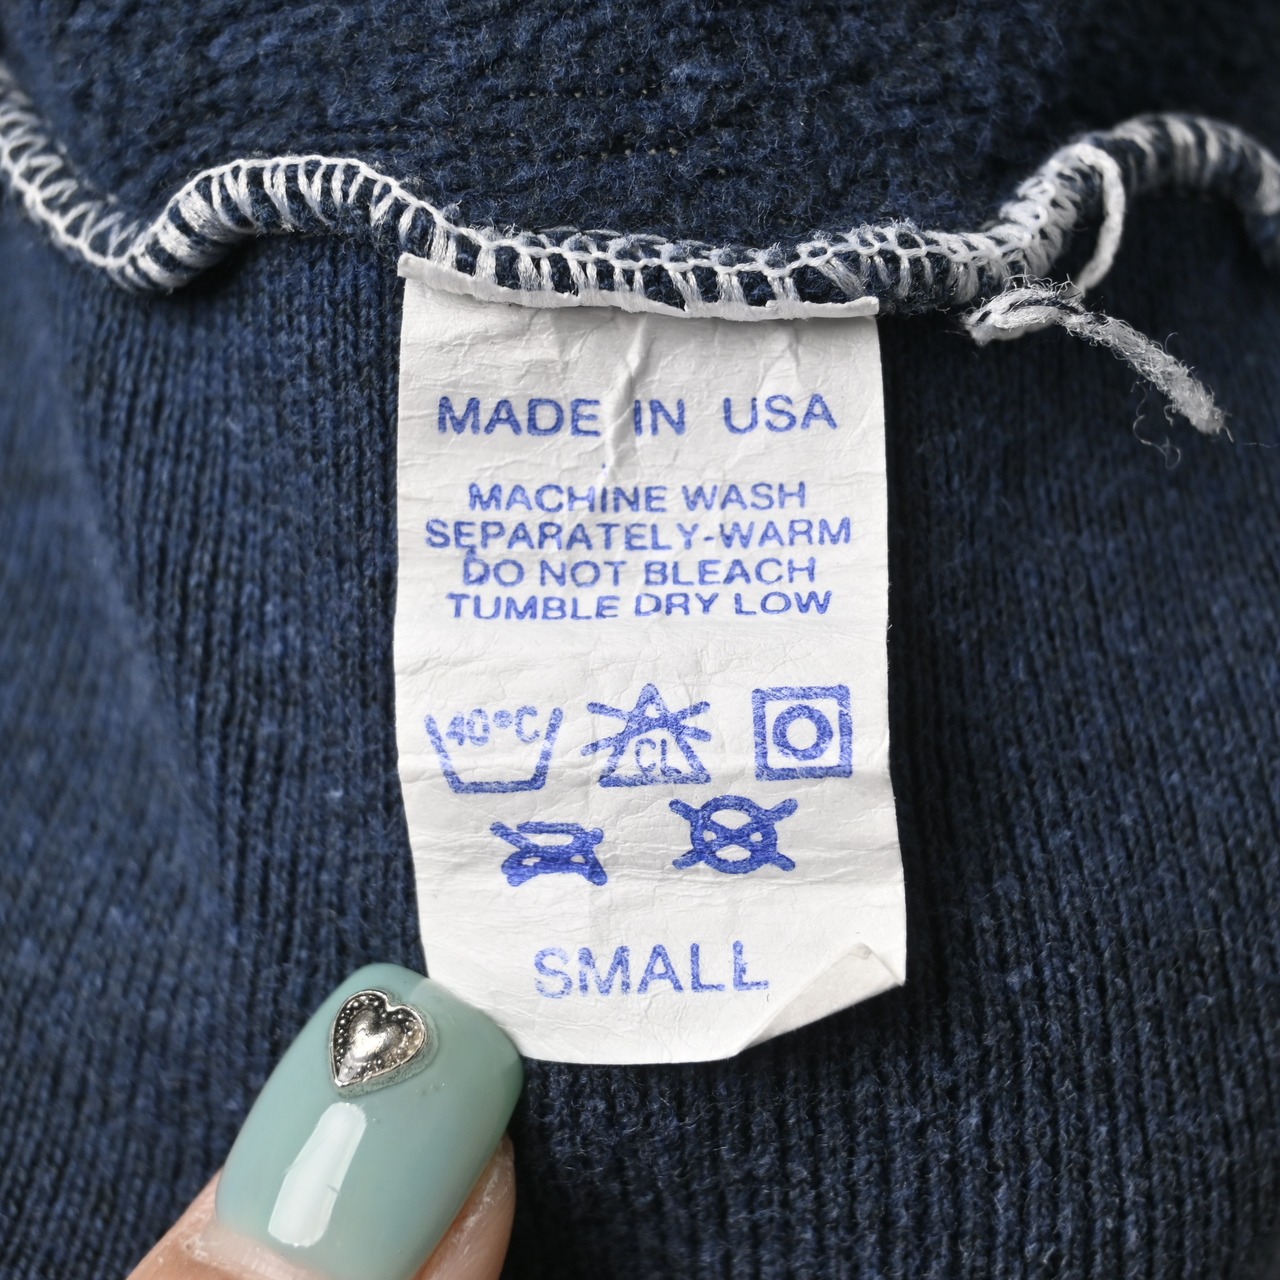 MADE IN USA
MACHINE WASH
SEPARATELY-WARM
DO NOT BLEACH
TUMBLE DRY LOW
40°C
CL
SMALL